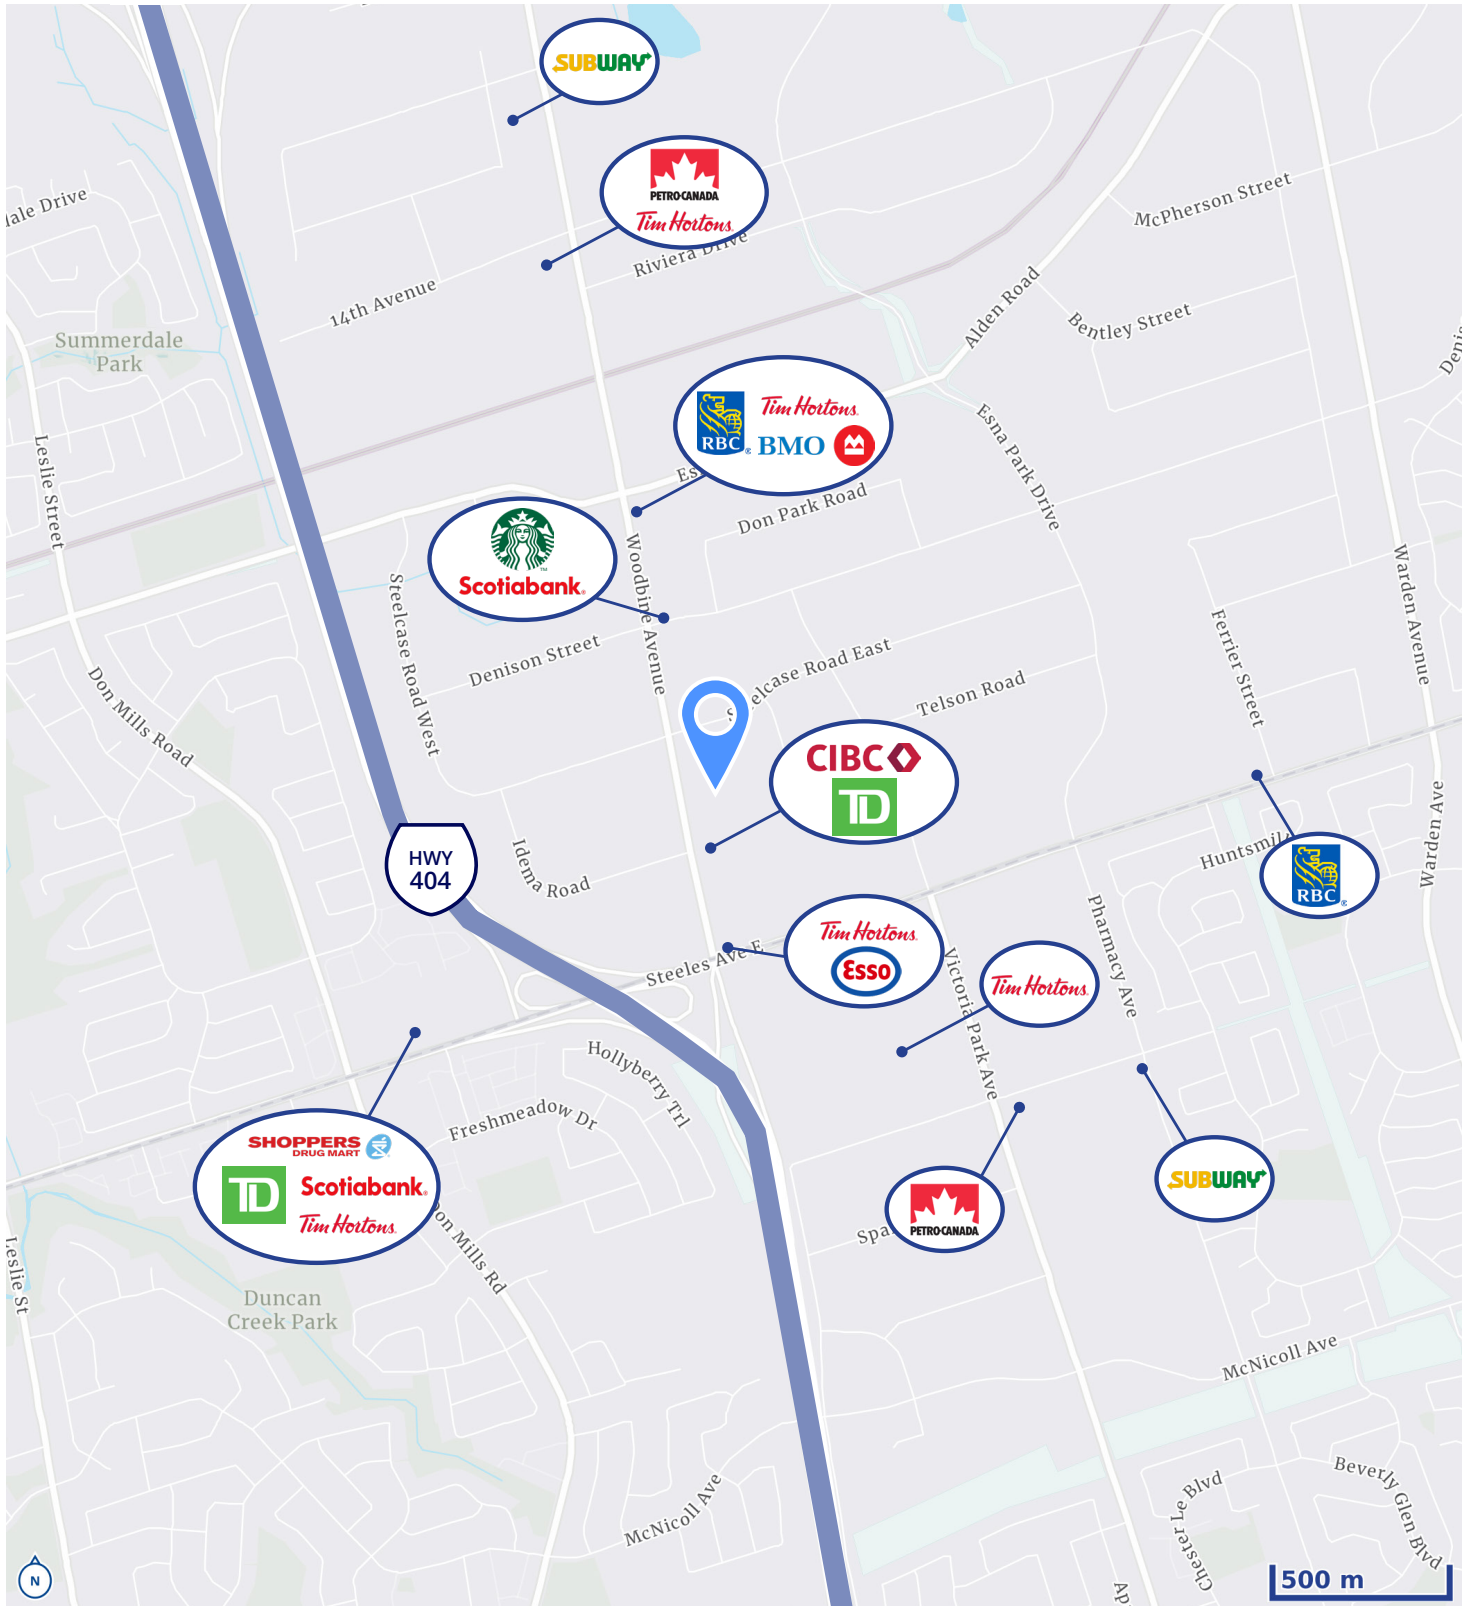 SUBWAY
PETRO-CANADA
Tim Hortons
Riviera Drive
14th Avenue
McPherson Street
Summerdale
Park
Alden Road
Bentley Street
RBC
Tim Hortons
BMO
Don Park Road
Esna Park Drive
Leslie Street
Scotiabank
Woodbine Avenue
Steelcase Road West
Denison Street
Steelcase Road East
Telson Road
Ferrier Street
Warden Avenue
Don Mills Road
CIBC
TD
HWY
404
Idema Road
RBC
Warden Ave
Pharmacy Ave
Tim Hortons
Esso
Steeles Ave E
Victoria Park Ave
Tim Hortons
Hollyberry Trl
Freshmeadow Dr
SHOPPERS
DRUG MART
TD
Scotiabank
Tim Hortons
Don Mills Rd
PETRO-CANADA
SUBWAY
Leslie St
Duncan
Creek Park
McNicoll Ave
McNicoll Ave
Chester Le Blvd
Beverly Glen Blvd
N
500 m